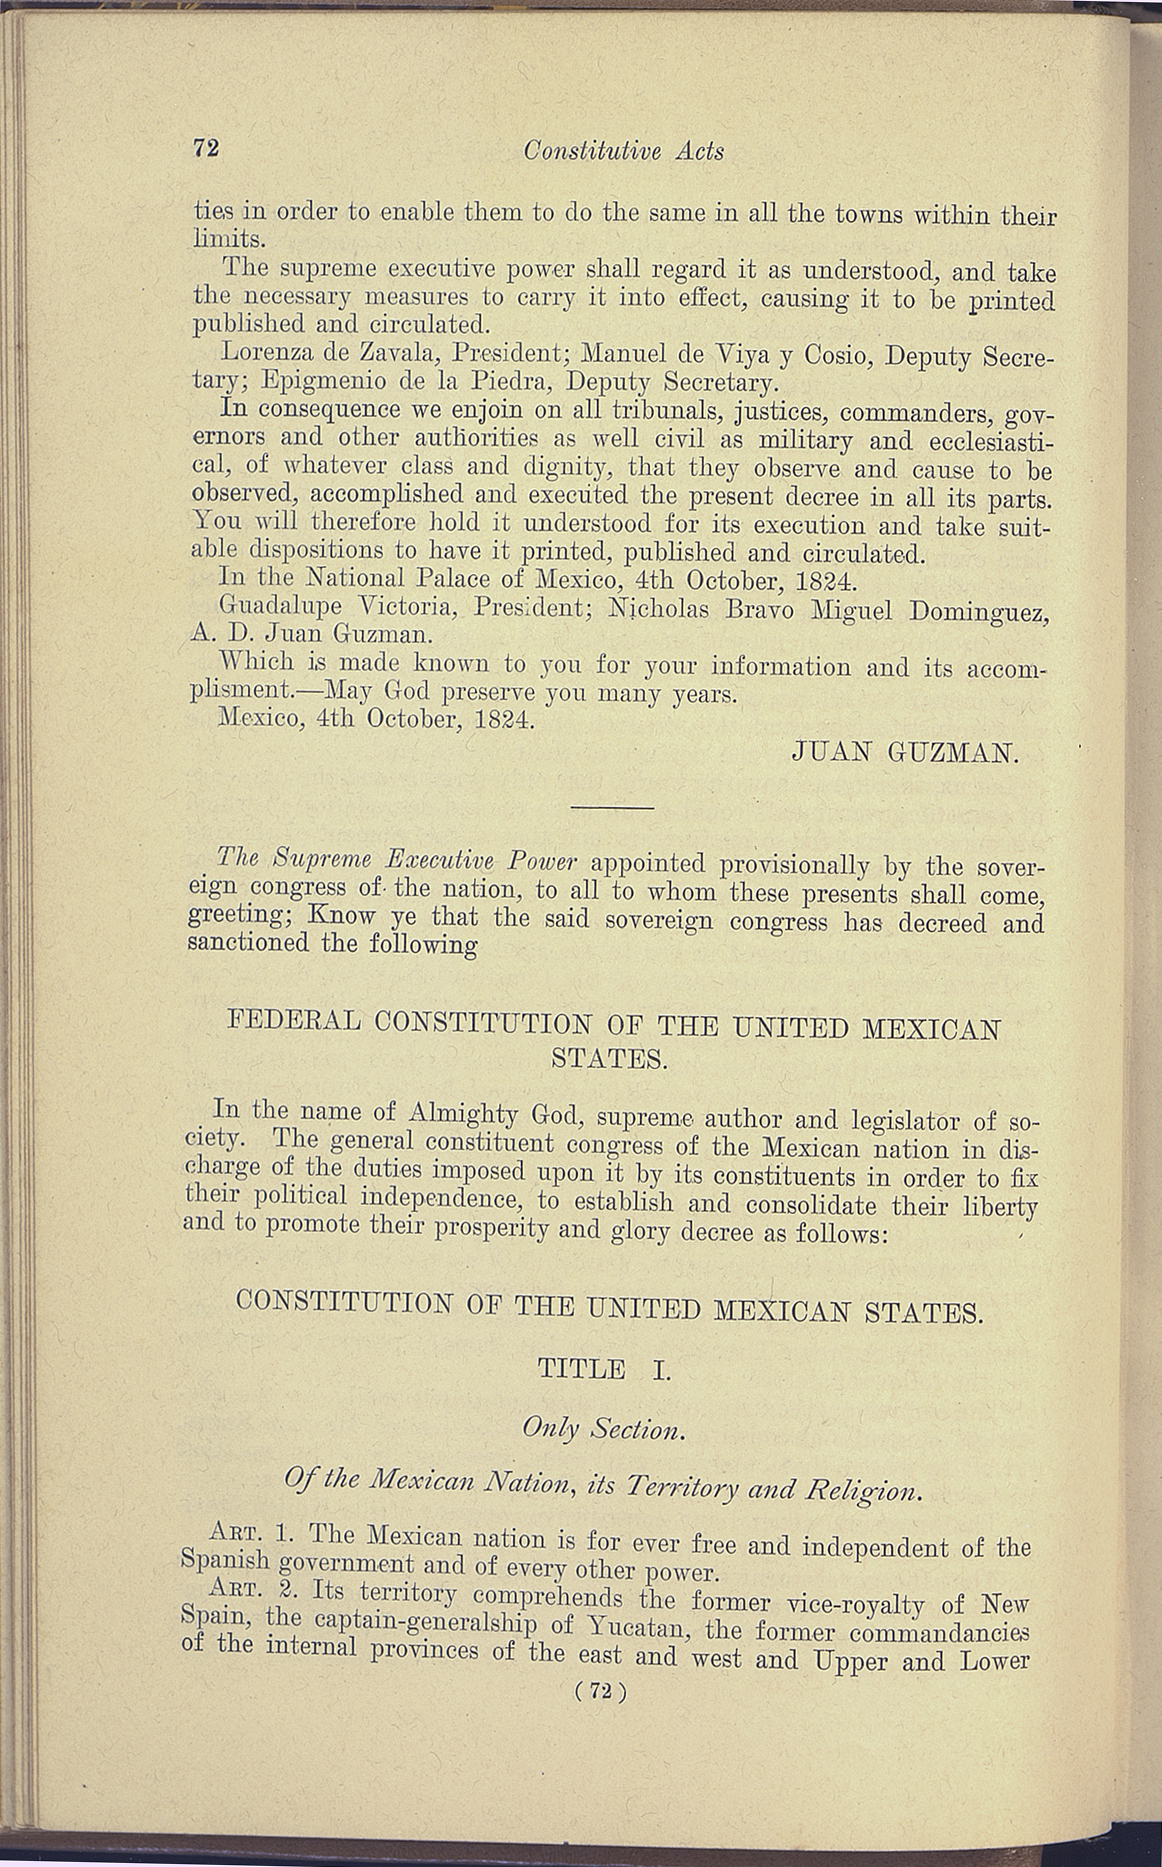 72
Constitutive Acts
ties in order to enable them to do the same in all the towns within their
limits.
The supreme executive power shall regard it as understood, and take
the necessary measures to carry it into effect, causing it to be printed
published and circulated.
Lorenza de Zavala, President; Manuel de Viya y Cosio, Deputy Secre-
tary; Epigmenio de la Piedra, Deputy Secretary.
In consequence we enjoin on all tribunals, justices, commanders, gov-
ernors and other authorities as well civil as military and ecclesiasti-
cal, of whatever class and dignity, that they observe and cause to be
observed, accomplished and executed the present decree in all its parts.
You will therefore hold it understood for its execution and take suit-
able dispositions to have it printed, published and circulated.
In the National Palace of Mexico, 4th October, 1824.
Guadalupe Victoria, President; Nicholas Bravo Miguel Dominguez,
A. D. Juan Guzman.
Which is made known to you for your information and its accom-
plisment.—May God preserve you many years.
Mexico, 4th October, 1824.
JUAN GUZMAN.
The Supreme Executive Power appointed provisionally by the sover-
eign congress of the nation, to all to whom these presents shall come,
greeting; Know ye that the said sovereign congress has decreed and
sanctioned the following
FEDERAL CONSTITUTION OF THE UNITED MEXICAN
STATES.
In the name of Almighty God, supreme author and legislator of so-
ciety. The general constituent congress of the Mexican nation in dis-
charge of the duties imposed upon it by its constituents in order to fix
their political independence, to establish and consolidate their liberty
and to promote their prosperity and glory decree as follows:
CONSTITUTION OF THE UNITED MEXICAN STATES.
TITLE I.
Only Section.
Of the Mexican Nation, its Territory and Religion.
ART. 1. The Mexican nation is for ever free and independent of the
Spanish government and of every other power.
ART. 2. Its territory comprehends the former vice-royalty of New
Spain, the captain-generalship of Yucatan, the former commandancies
of the internal provinces of the east and west and Upper and Lower
(72)